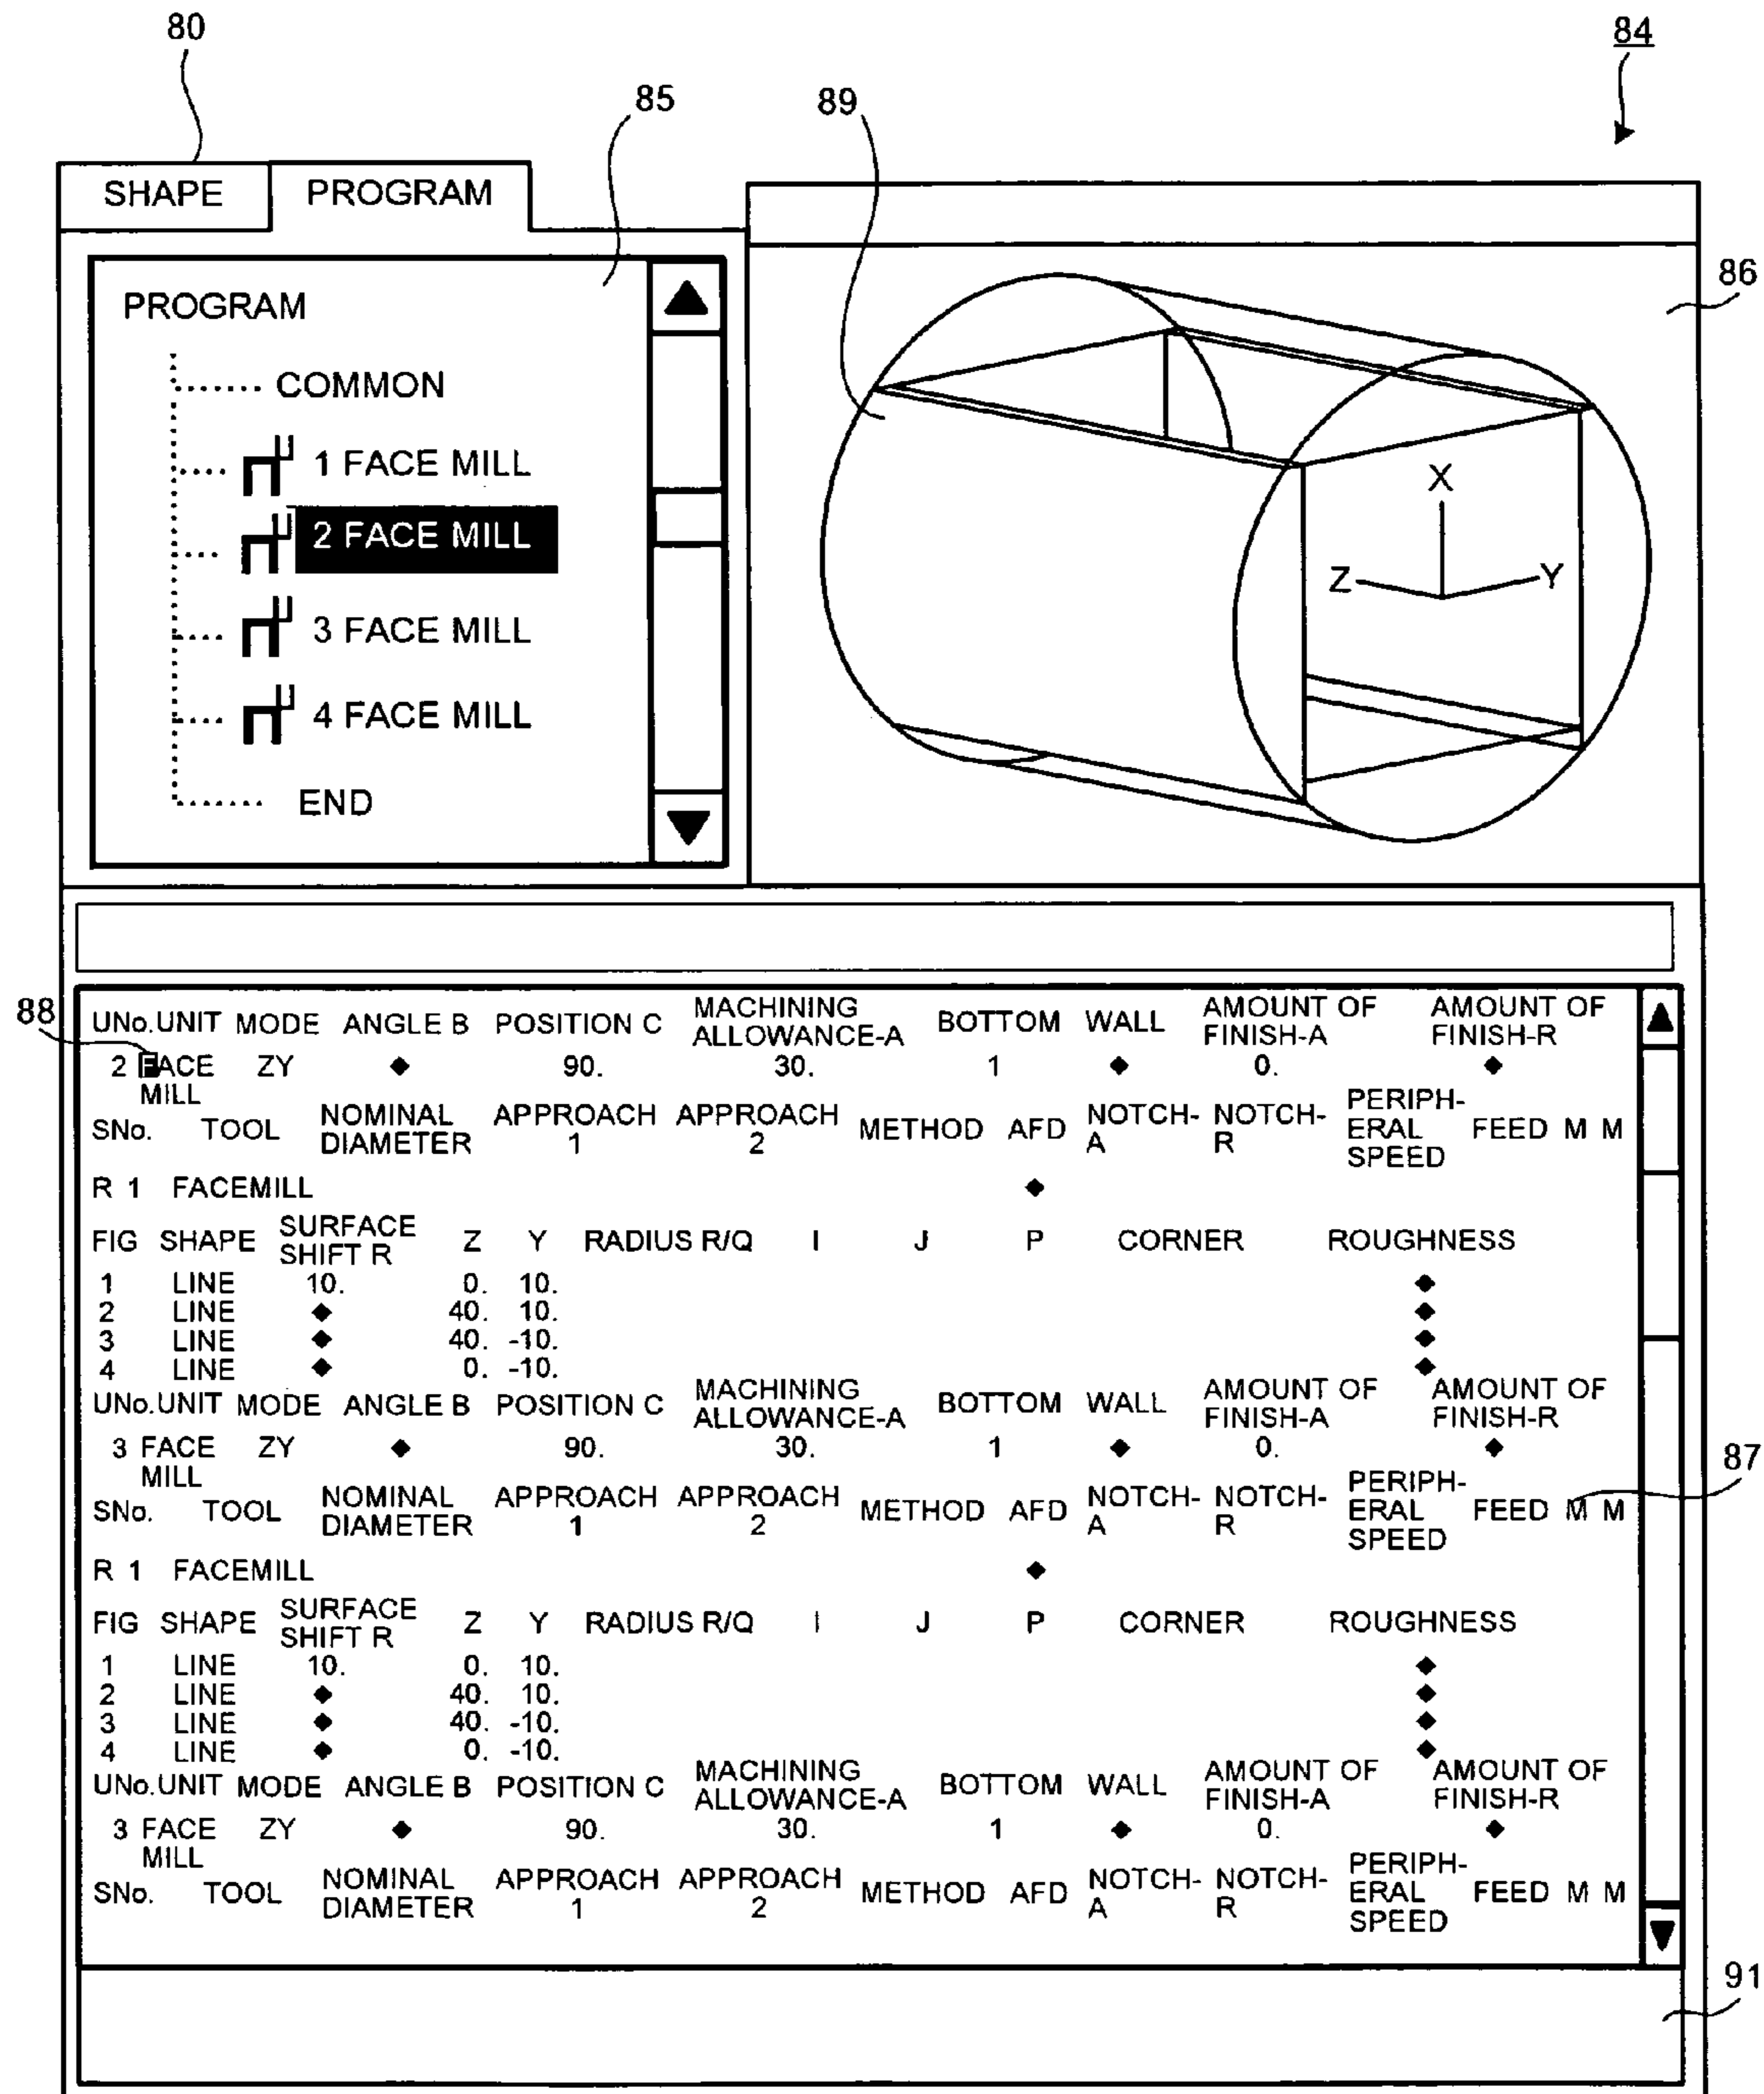 80
84
85
89
SHAPE PROGRAM
86
PROGRAM
COMMON
1 FACE MILL
2 FACE MILL
3 FACE MILL
4 FACE MILL
END
X
Z Y
88
UNo. UNIT MODE ANGLE B POSITION C MACHINING ALLOWANCE-A BOTTOM WALL AMOUNT OF FINISH-A AMOUNT OF FINISH-R
2 FACE MILL ZY ◆ 90. 30. 1 ◆ 0. ◆
SNo. TOOL NOMINAL DIAMETER APPROACH 1 APPROACH 2 METHOD AFD NOTCH-A NOTCH-R PERIPH-ERAL SPEED FEED M M
R 1 FACEMILL ◆
FIG SHAPE SURFACE SHIFT R Z Y RADIUS R/Q I J P CORNER ROUGHNESS
1 LINE 10. 0. 10. ◆
2 LINE ◆ 40. 10. ◆
3 LINE ◆ 40. -10. ◆
4 LINE ◆ 0. -10. ◆
UNo. UNIT MODE ANGLE B POSITION C MACHINING ALLOWANCE-A BOTTOM WALL AMOUNT OF FINISH-A AMOUNT OF FINISH-R
3 FACE MILL ZY ◆ 90. 30. 1 ◆ 0. ◆
87
SNo. TOOL NOMINAL DIAMETER APPROACH 1 APPROACH 2 METHOD AFD NOTCH-A NOTCH-R PERIPH-ERAL SPEED FEED M M
R 1 FACEMILL ◆
FIG SHAPE SURFACE SHIFT R Z Y RADIUS R/Q I J P CORNER ROUGHNESS
1 LINE 10. 0. 10. ◆
2 LINE ◆ 40. 10. ◆
3 LINE ◆ 40. -10. ◆
4 LINE ◆ 0. -10. ◆
UNo. UNIT MODE ANGLE B POSITION C MACHINING ALLOWANCE-A BOTTOM WALL AMOUNT OF FINISH-A AMOUNT OF FINISH-R
3 FACE MILL ZY ◆ 90. 30. 1 ◆ 0. ◆
SNo. TOOL NOMINAL DIAMETER APPROACH 1 APPROACH 2 METHOD AFD NOTCH-A NOTCH-R PERIPH-ERAL SPEED FEED M M
91